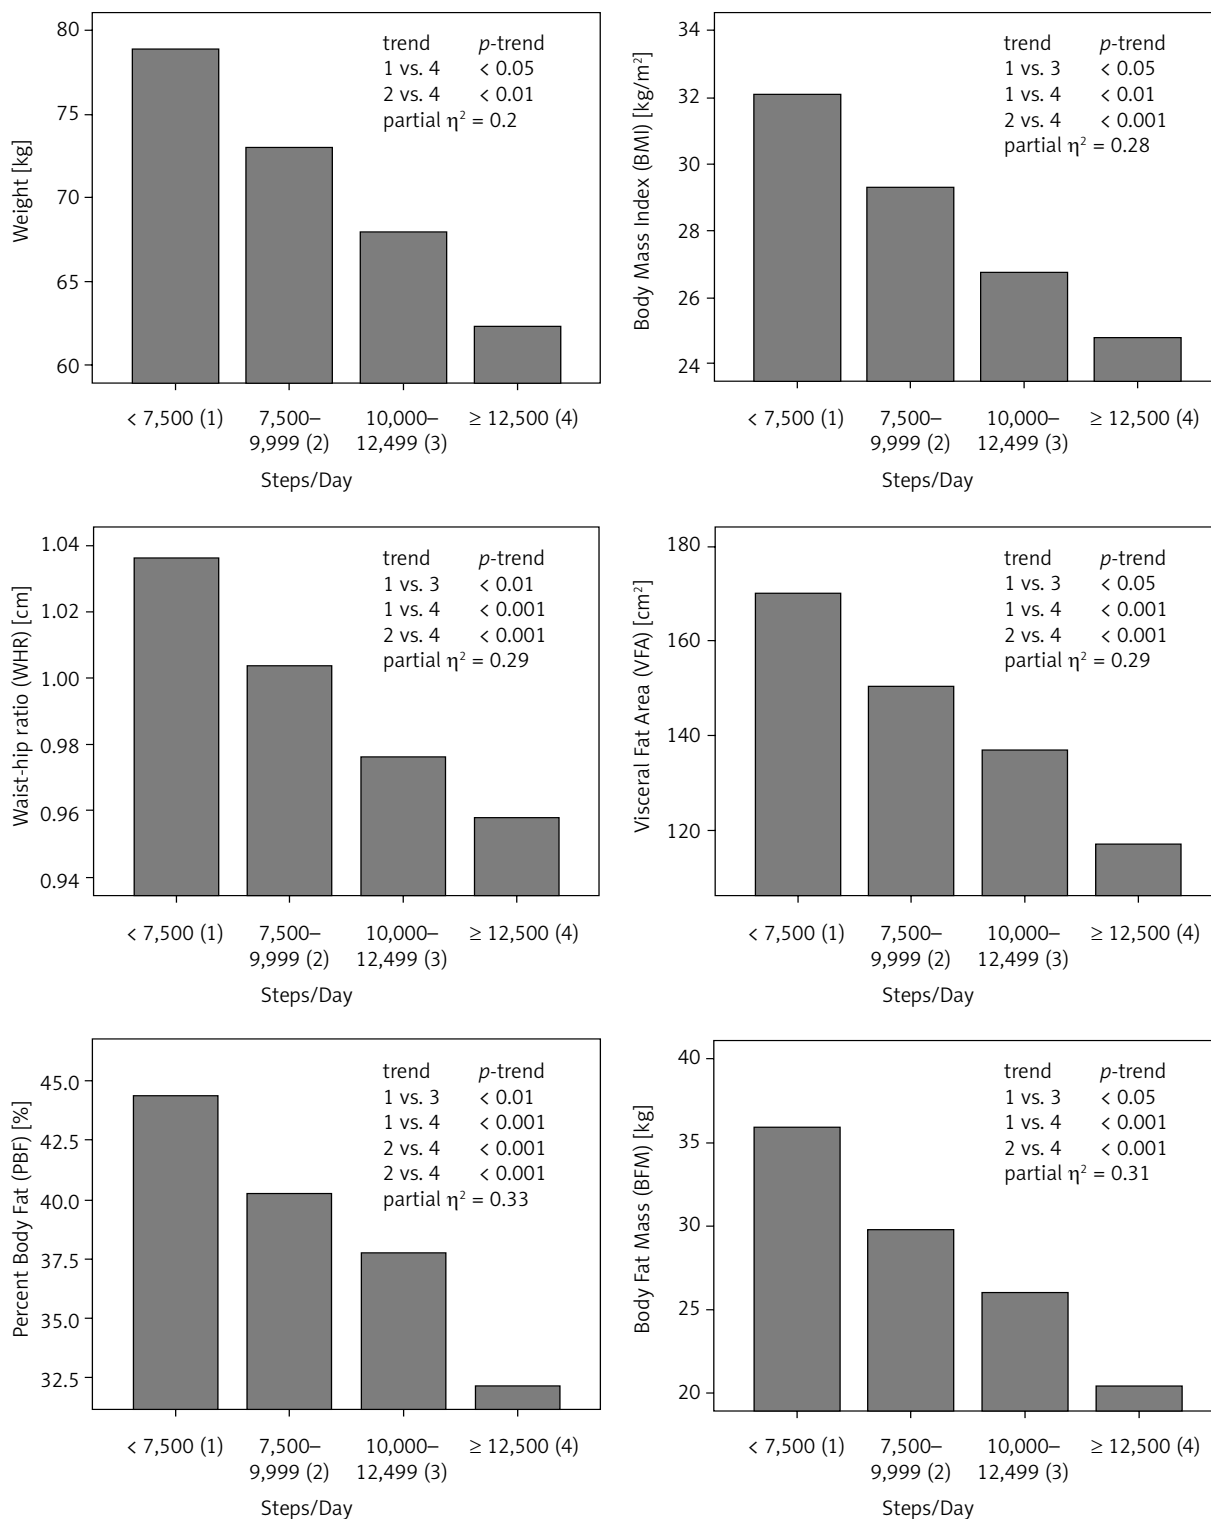 80
75
70
65
60
Weight [kg]
trend p-trend
1 vs. 4 < 0.05
2 vs. 4 < 0.01
partial η² = 0.2
< 7,500 (1) 7,500– 10,000– ≥ 12,500 (4)
9,999 (2) 12,499 (3)
Steps/Day
34
32
30
28
26
24
Body Mass Index (BMI) [kg/m²]
trend p-trend
1 vs. 3 < 0.05
1 vs. 4 < 0.01
2 vs. 4 < 0.001
partial η² = 0.28
< 7,500 (1) 7,500– 10,000– ≥ 12,500 (4)
9,999 (2) 12,499 (3)
Steps/Day
1.04
1.02
1.00
0.98
0.96
0.94
Waist-hip ratio (WHR) [cm]
trend p-trend
1 vs. 3 < 0.01
1 vs. 4 < 0.001
2 vs. 4 < 0.001
partial η² = 0.29
< 7,500 (1) 7,500– 10,000– ≥ 12,500 (4)
9,999 (2) 12,499 (3)
Steps/Day
180
160
140
120
Visceral Fat Area (VFA) [cm²]
trend p-trend
1 vs. 3 < 0.05
1 vs. 4 < 0.001
2 vs. 4 < 0.001
partial η² = 0.29
< 7,500 (1) 7,500– 10,000– ≥ 12,500 (4)
9,999 (2) 12,499 (3)
Steps/Day
45.0
42.5
40.0
37.5
35.0
32.5
Percent Body Fat (PBF) [%]
trend p-trend
1 vs. 3 < 0.01
1 vs. 4 < 0.001
2 vs. 4 < 0.001
2 vs. 4 < 0.001
partial η² = 0.33
< 7,500 (1) 7,500– 10,000– ≥ 12,500 (4)
9,999 (2) 12,499 (3)
Steps/Day
40
35
30
25
20
Body Fat Mass (BFM) [kg]
trend p-trend
1 vs. 3 < 0.05
1 vs. 4 < 0.001
2 vs. 4 < 0.001
partial η² = 0.31
< 7,500 (1) 7,500– 10,000– ≥ 12,500 (4)
9,999 (2) 12,499 (3)
Steps/Day